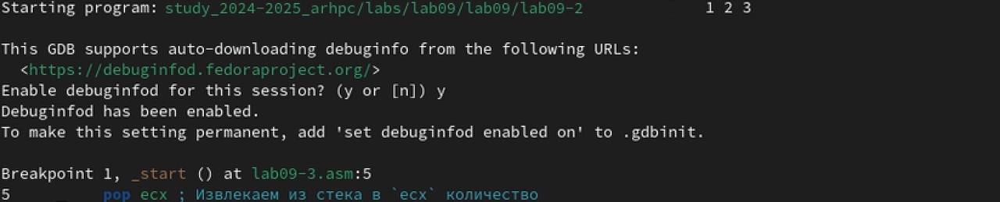 Starting program: study_2024-2025_arhpc/labs/lab09/lab09/lab09-2 1 2 3
This GDB supports auto-downloading debuginfo from the following URLs:
<https://debuginfod.fedoraproject.org/>
Enable debuginfod for this session? (y or [n]) y
Debuginfod has been enabled.
To make this setting permanent, add 'set debuginfod enabled on' to .gdbinit.
Breakpoint 1, _start () at lab09-3.asm:5
5 pop ecx ; Извлекаем из стека в `ecx` количество